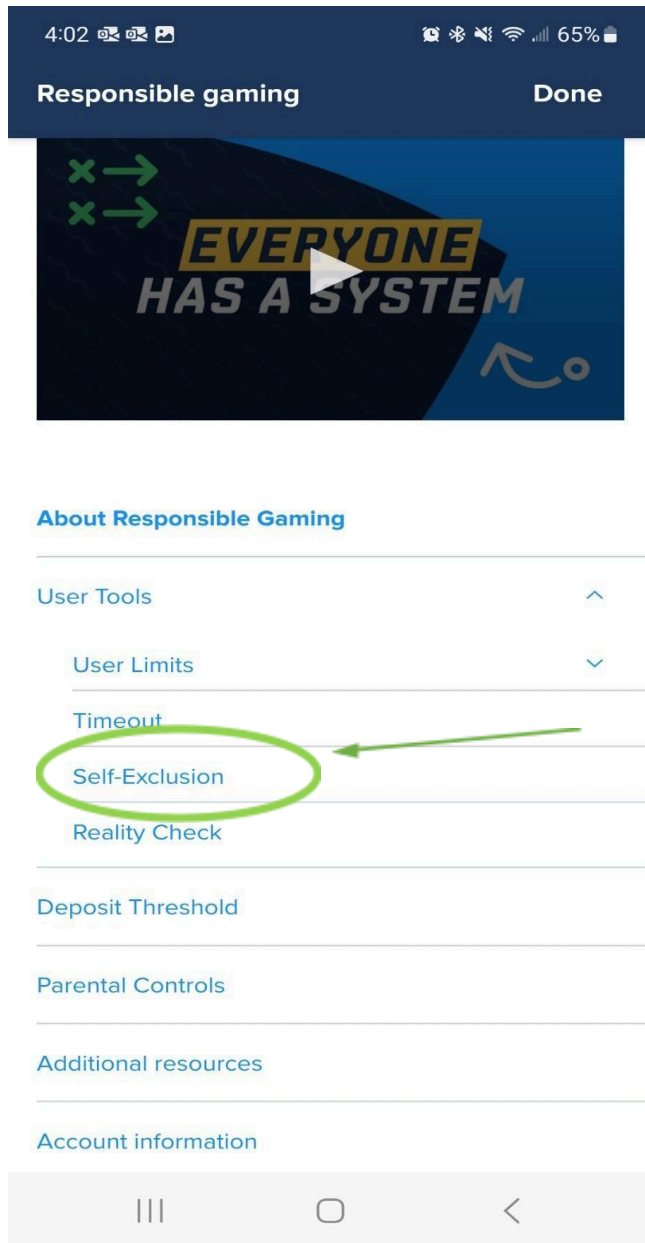 4:02 65%
Responsible gaming Done
EVERYONE
HAS A SYSTEM
About Responsible Gaming
User Tools
User Limits
Timeout
Self-Exclusion
Reality Check
Deposit Threshold
Parental Controls
Additional resources
Account information